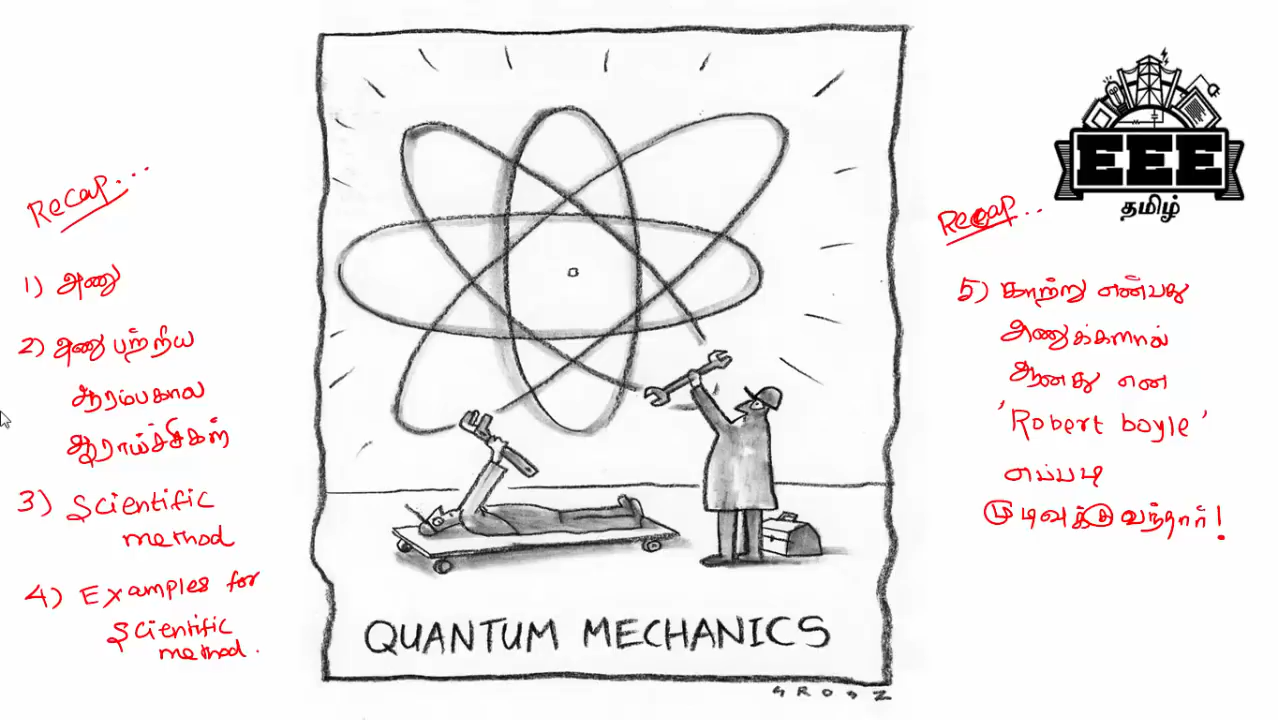 Recap...
1) அணு
2) அணு பற்றிய
ஆரம்பகால
ஆராய்ச்சிகள்
3) Scientific
method
4) Examples for
Scientific
method.
QUANTUM MECHANICS
GROSZ
EEE
தமிழ்
Recap...
5) காற்று என்பது
அணுக்களால்
ஆனது என
'Robert boyle'
எப்படி
முடிவுக்கு வந்தார்!